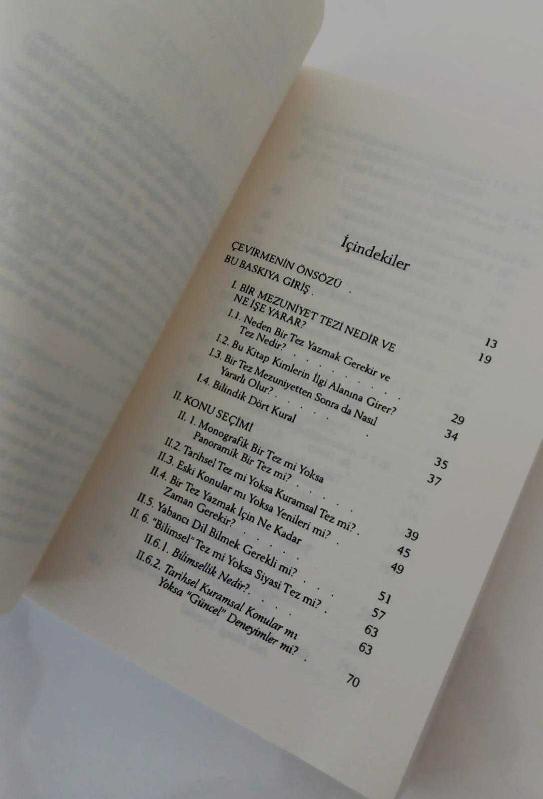 İçindekiler
ÇEVİRMENİN ÖNSÖZÜ . 13
BU BASKIYA GİRİŞ . 19
I. BİR MEZUNİYET TEZİ NEDİR VE
NE İŞE YARAR?
I.1. Neden Bir Tez Yazmak Gerekir ve
Tez Nedir? . . . . . . 29
I.2. Bu Kitap Kimlerin İlgi Alanına Girer? 34
I.3. Bir Tez Mezuniyetten Sonra da Nasıl
Yararlı Olur? . . . . . 35
I.4. Bilindik Dört Kural . 37
II. KONU SEÇİMİ
II. 1. Monografik Bir Tez mi Yoksa
Panoramik Bir Tez mi? . . . . 39
II.2. Tarihsel Tez mi Yoksa Kuramsal Tez mi? . 45
II.3. Eski Konular mı Yoksa Yenileri mi? . 49
II.4. Bir Tez Yazmak İçin Ne Kadar
Zaman Gerekir? . . . . 51
II.5. Yabancı Dil Bilmek Gerekli mi? . 57
II. 6. "Bilimsel" Tez mi Yoksa Siyasi Tez mi? . 63
II.6.1. Bilimsellik Nedir? . . . . 63
II.6.2. Tarihsel Kuramsal Konular mı
Yoksa "Güncel" Deneyimler mi? . 70